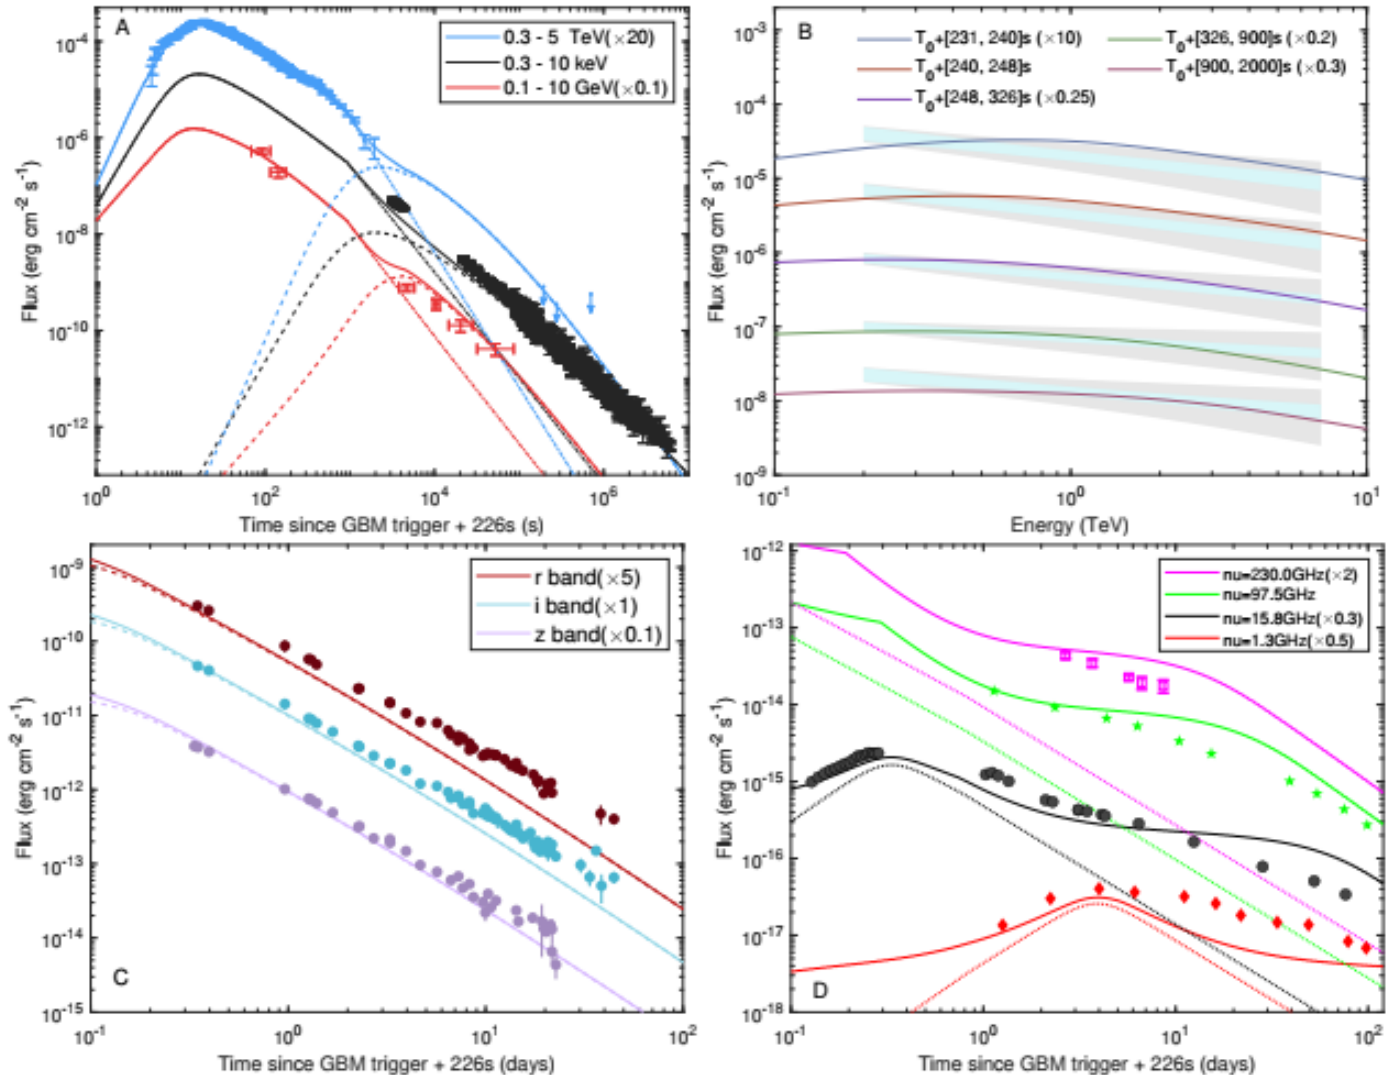 A
0.3 - 5 TeV(×20)
0.3 - 10 keV
0.1 - 10 GeV(×0.1)
10^-4
10^-6
10^-8
10^-10
10^-12
Flux (erg cm^-2 s^-1)
10^0 10^2 10^4 10^6
Time since GBM trigger + 226s (s)
B
T_0+[231, 240]s (×10)
T_0+[240, 248]s
T_0+[248, 326]s (×0.25)
T_0+[326, 900]s (×0.2)
T_0+[900, 2000]s (×0.3)
10^-3
10^-4
10^-5
10^-6
10^-7
10^-8
10^-9
Flux (erg cm^-2 s^-1)
10^-1 10^0 10^1
Energy (TeV)
r band(×5)
i band(×1)
z band(×0.1)
10^-9
10^-10
10^-11
10^-12
10^-13
10^-14
10^-15
Flux (erg cm^-2 s^-1)
C
10^-1 10^0 10^1 10^2
Time since GBM trigger + 226s (days)
nu=230.0GHz(×2)
nu=97.5GHz
nu=15.8GHz(×0.3)
nu=1.3GHz(×0.5)
10^-12
10^-13
10^-14
10^-15
10^-16
10^-17
10^-18
Flux (erg cm^-2 s^-1)
D
10^-1 10^0 10^1 10^2
Time since GBM trigger + 226s (days)